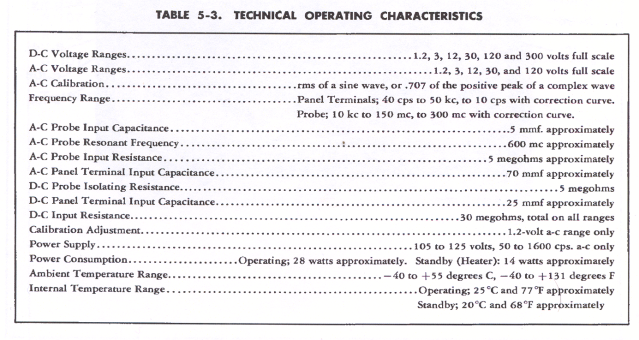 TABLE 5-3. TECHNICAL OPERATING CHARACTERISTICS
D-C Voltage Ranges............1.2, 3, 12, 30, 120 and 300 volts full scale
A-C Voltage Ranges............1.2, 3, 12, 30, and 120 volts full scale
A-C Calibration............rms of a sine wave, or .707 of the positive peak of a complex wave
Frequency Range............Panel Terminals; 40 cps to 50 kc, to 10 cps with correction curve.
Probe; 10 kc to 150 mc, to 300 mc with correction curve.
A-C Probe Input Capacitance............5 mmf. approximately
A-C Probe Resonant Frequency............600 mc approximately
A-C Probe Input Resistance............5 megohms approximately
A-C Panel Terminal Input Capacitance............70 mmf approximately
D-C Probe Isolating Resistance............5 megohms
D-C Panel Terminal Input Capacitance............25 mmf approximately
D-C Input Resistance............30 megohms, total on all ranges
Calibration Adjustment............1.2-volt a-c range only
Power Supply............105 to 125 volts, 50 to 1600 cps. a-c only
Power Consumption............Operating; 28 watts approximately. Standby (Heater): 14 watts approximately
Ambient Temperature Range............−40 to +55 degrees C, −40 to +131 degrees F
Internal Temperature Range............Operating; 25°C and 77°F approximately
Standby; 20°C and 68°F approximately